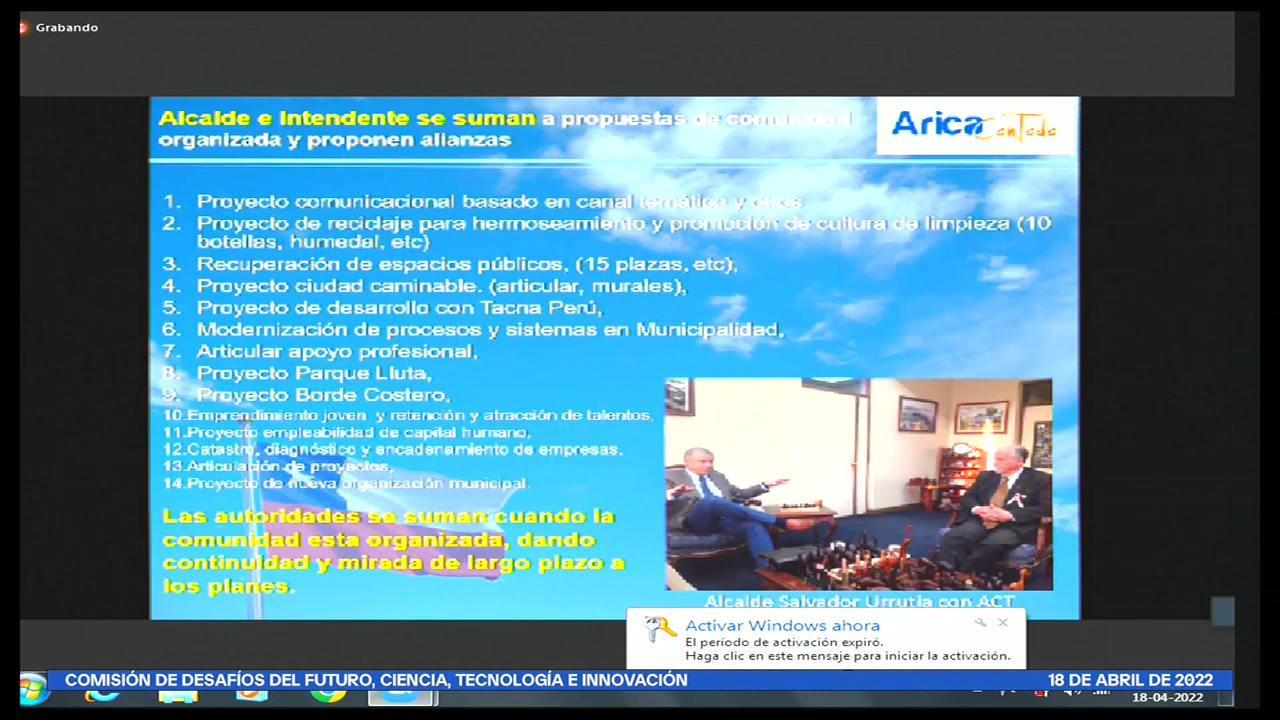 Grabando
Alcalde e Intendente se suman a propuestas de comunidad
organizada y proponen alianzas
Arica
ConTodo
1. Proyecto comunicacional basado en canal temático y otros
2. Proyecto de reciclaje para hermoseamiento y promoción de cultura de limpieza (10
botellas, humedal, etc)
3. Recuperación de espacios públicos, (15 plazas, etc),
4. Proyecto ciudad caminable. (articular, murales),
5. Proyecto de desarrollo con Tacna Perú,
6. Modernización de procesos y sistemas en Municipalidad,
7. Articular apoyo profesional,
8. Proyecto Parque Lluta,
9. Proyecto Borde Costero,
10.Emprendimiento joven y retención y atracción de talentos,
11.Proyecto empleabilidad de capital humano,
12.Catastro, diagnóstico y encadenamiento de empresas.
13.Articulación de proyectos,
14.Proyecto de nueva organización municipal.
Las autoridades se suman cuando la
comunidad esta organizada, dando
continuidad y mirada de largo plazo a
los planes.
Alcalde Salvador Urrutia con ACT
Activar Windows ahora
El período de activación expiró.
Haga clic en este mensaje para iniciar la activación.
COMISIÓN DE DESAFÍOS DEL FUTURO, CIENCIA, TECNOLOGÍA E INNOVACIÓN
18 DE ABRIL DE 2022
18-04-2022